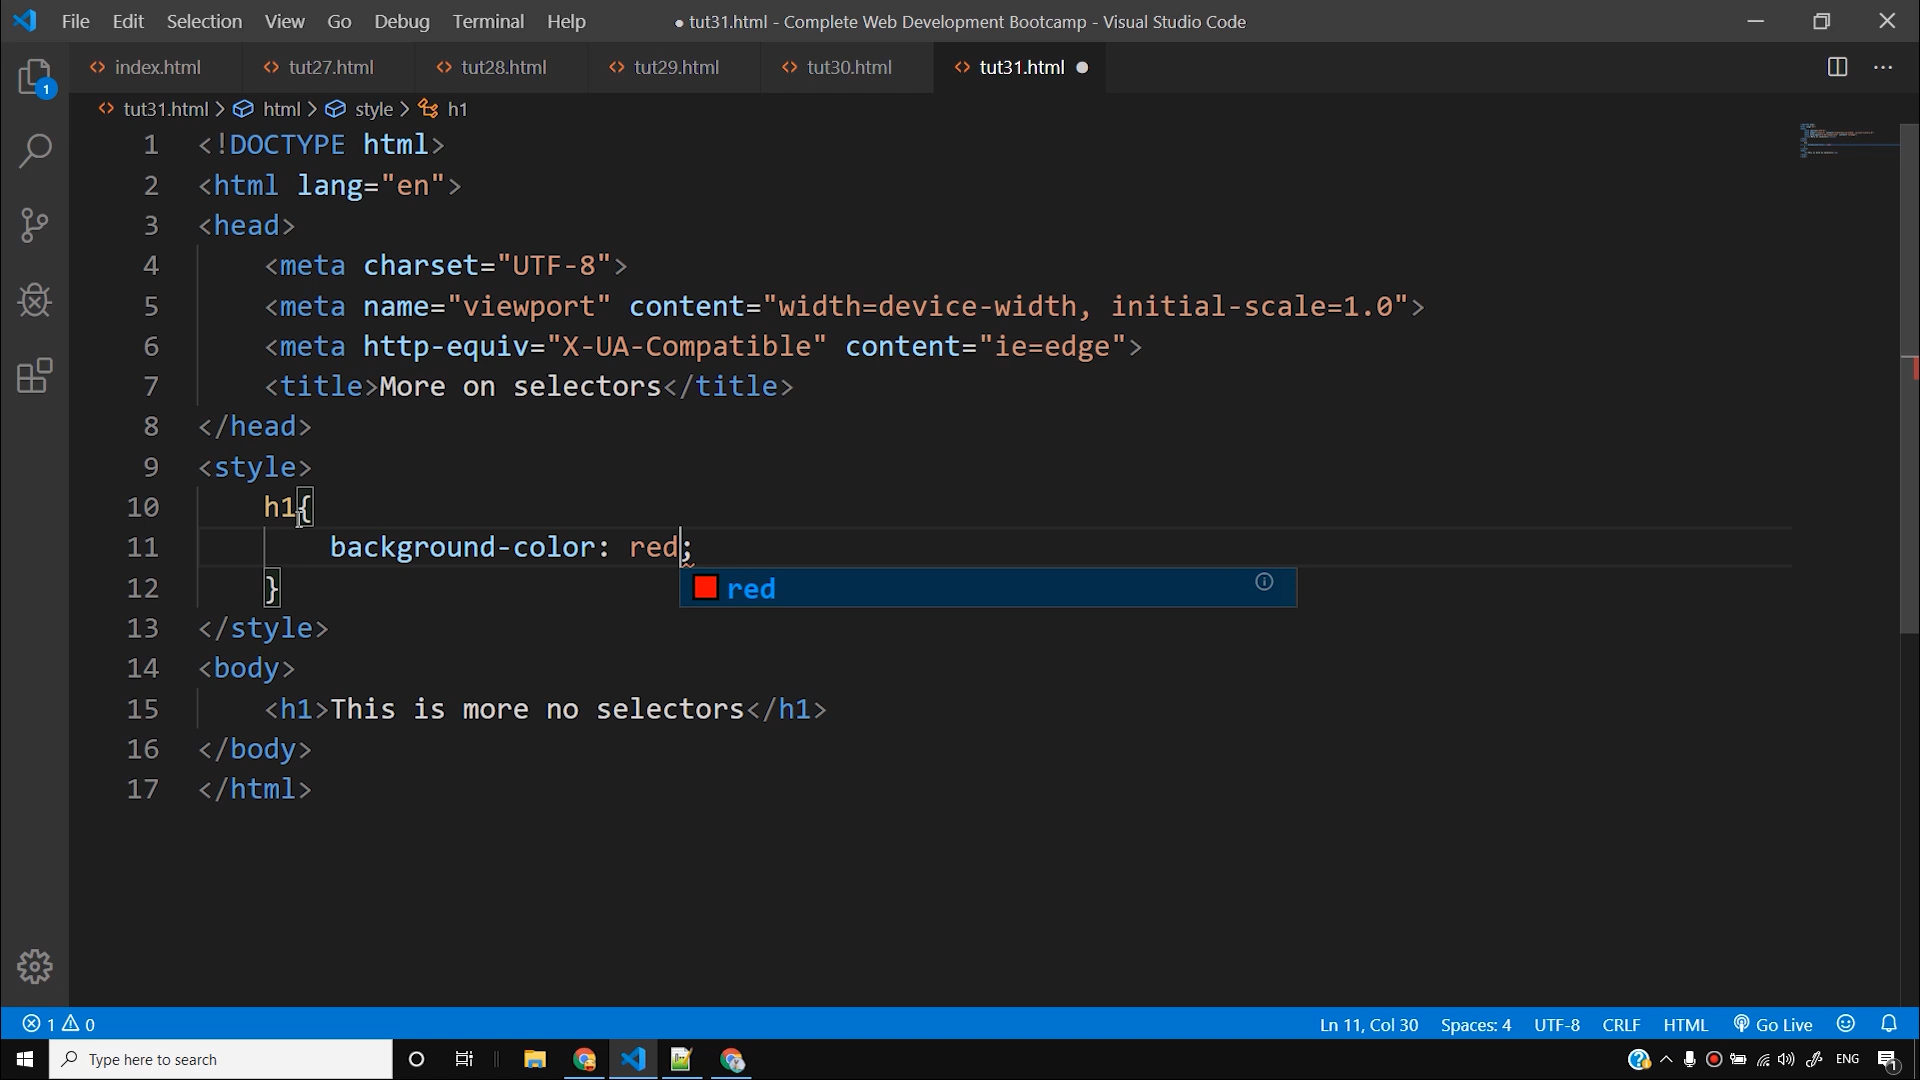 File Edit Selection View Go Debug Terminal Help
● tut31.html - Complete Web Development Bootcamp - Visual Studio Code
index.html tut27.html tut28.html tut29.html tut30.html tut31.html ●
1
tut31.html > html > style > h1
1 <!DOCTYPE html>
2 <html lang="en">
3 <head>
4 <meta charset="UTF-8">
5 <meta name="viewport" content="width=device-width, initial-scale=1.0">
6 <meta http-equiv="X-UA-Compatible" content="ie=edge">
7 <title>More on selectors</title>
8 </head>
9 <style>
10 h1{
11 background-color: red;
red
12 }
13 </style>
14 <body>
15 <h1>This is more no selectors</h1>
16 </body>
17 </html>
1 0 Ln 11, Col 30 Spaces: 4 UTF-8 CRLF HTML Go Live
Type here to search ENG 1